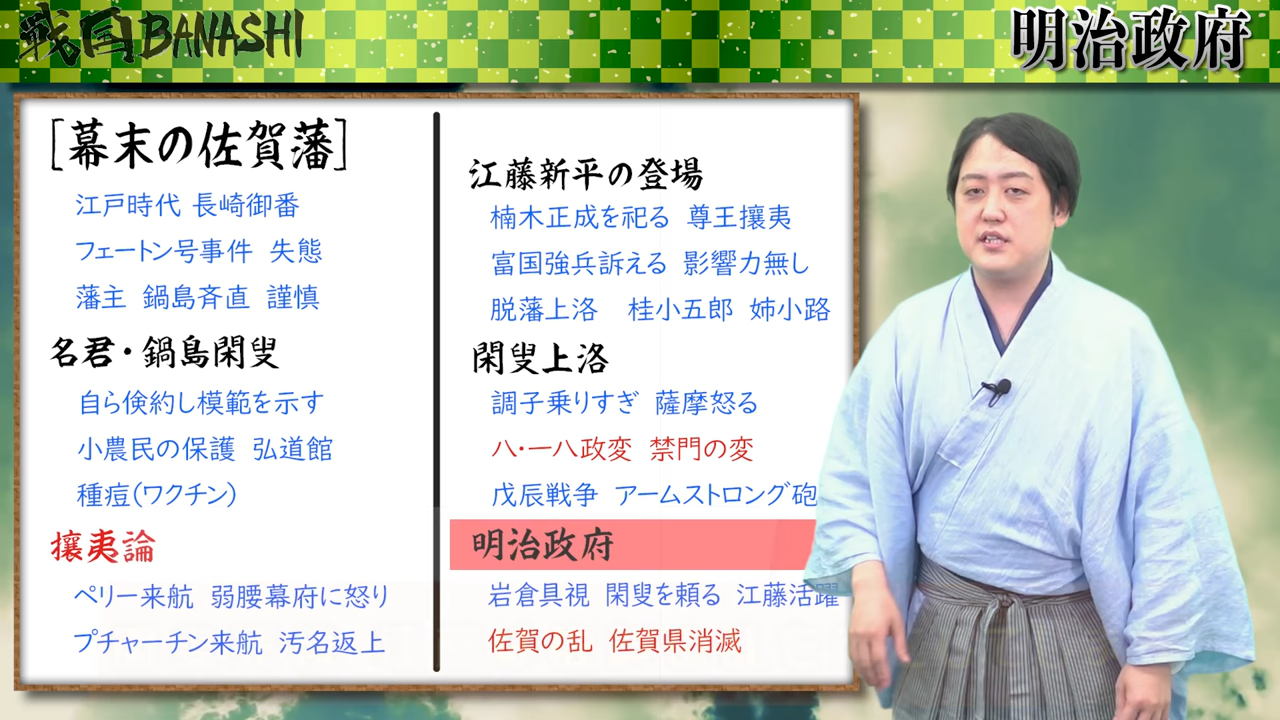 戦国BANASHI
明治政府
[幕末の佐賀藩]
江戸時代 長崎御番
フェートン号事件 失態
藩主 鍋島斉直 謹慎
名君・鍋島閑叟
自ら倹約し模範を示す
小農民の保護 弘道館
種痘(ワクチン)
攘夷論
ペリー来航 弱腰幕府に怒り
プチャーチン来航 汚名返上
江藤新平の登場
楠木正成を祀る 尊王攘夷
富国強兵訴える 影響力無し
脱藩上洛 桂小五郎 姉小路
閑叟上洛
調子乗りすぎ 薩摩怒る
八・一八政変 禁門の変
戊辰戦争 アームストロング砲
明治政府
岩倉具視 閑叟を頼る 江藤活躍
佐賀の乱 佐賀県消滅